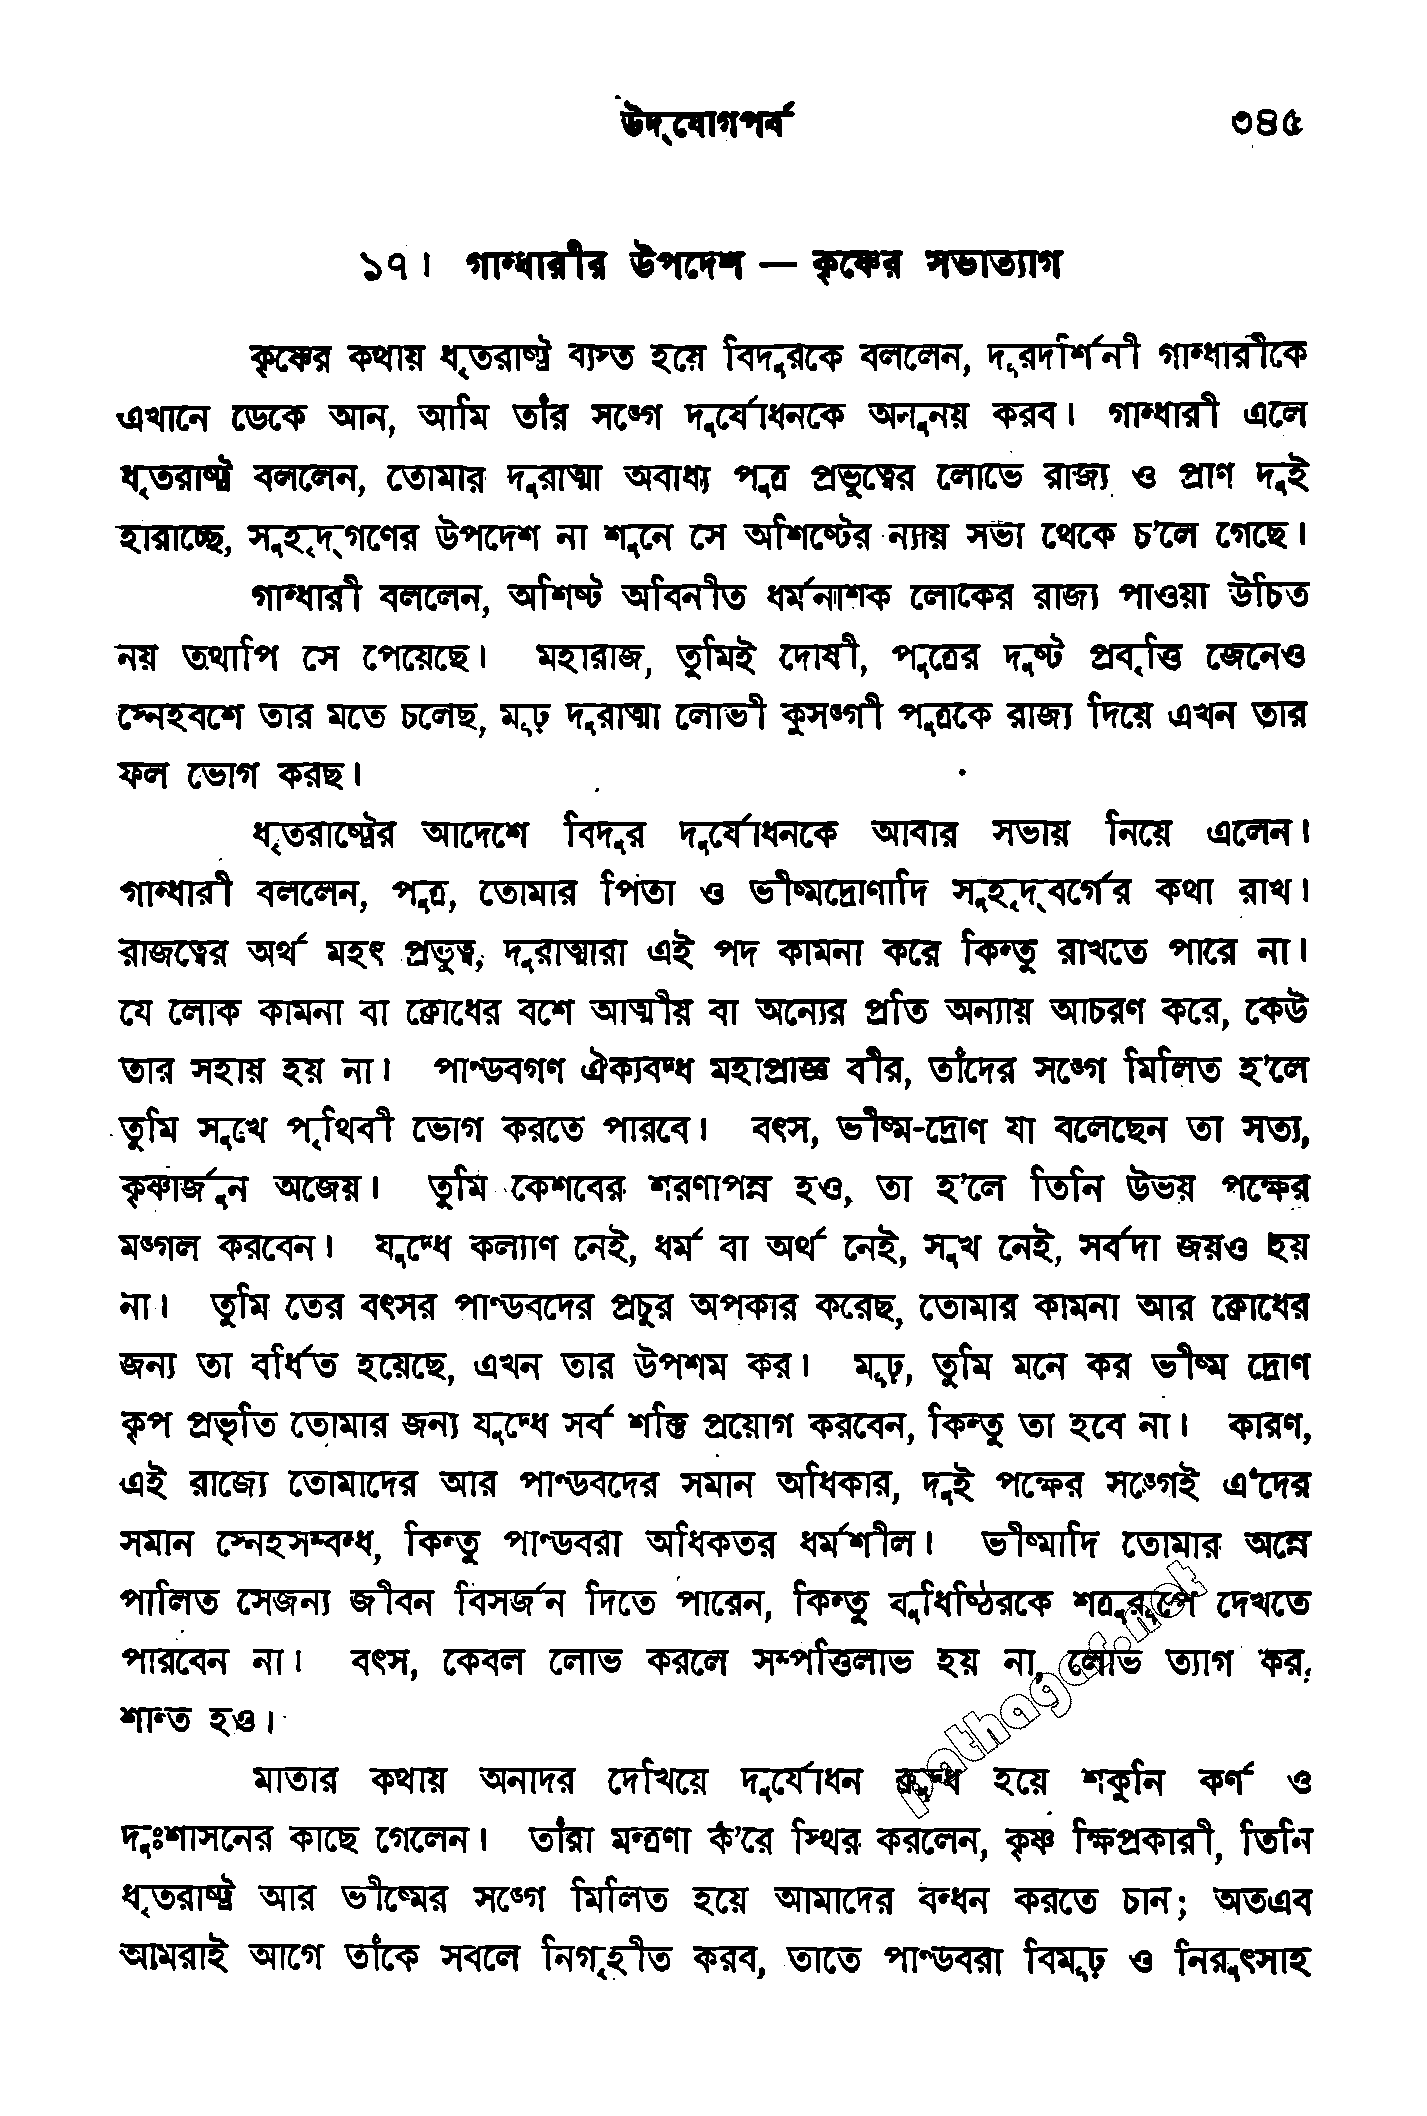 উদ্‌যোগপর্ব ৩৪৫
১৭। গান্ধারীর উপদেশ — কৃষ্ণের সভাত্যাগ
কৃষ্ণের কথায় ধৃতরাষ্ট্র ব্যস্ত হয়ে বিদুরকে বললেন, দূরদর্শিনী গান্ধারীকে
এখানে ডেকে আন, আমি তাঁর সঙ্গে দুর্যোধনকে অনুনয় করব। গান্ধারী এলে
ধৃতরাষ্ট্র বললেন, তোমার দুরাত্মা অবাধ্য পুত্র প্রভুত্বের লোভে রাজ্য ও প্রাণ দুই
হারাচ্ছে, সুহৃদ্‌গণের উপদেশ না শুনে সে অশিষ্টের ন্যায় সভা থেকে চ’লে গেছে।
গান্ধারী বললেন, অশিষ্ট অবিনীত ধর্মনাশক লোকের রাজ্য পাওয়া উচিত
নয় তথাপি সে পেয়েছে। মহারাজ, তুমিই দোষী, পুত্রের দুষ্ট প্রবৃত্তি জেনেও
স্নেহবশে তার মতে চলেছ, মূঢ় দুরাত্মা লোভী কুসঙ্গী পুত্রকে রাজ্য দিয়ে এখন তার
ফল ভোগ করছ।
ধৃতরাষ্ট্রের আদেশে বিদুর দুর্যোধনকে আবার সভায় নিয়ে এলেন।
গান্ধারী বললেন, পুত্র, তোমার পিতা ও ভীষ্মদ্রোণাদি সুহৃদ্‌বর্গের কথা রাখ।
রাজত্বের অর্থ মহৎ প্রভুত্ব, দুরাত্মারা এই পদ কামনা করে কিন্তু রাখতে পারে না।
যে লোক কামনা বা ক্রোধের বশে আত্মীয় বা অন্যের প্রতি অন্যায় আচরণ করে, কেউ
তার সহায় হয় না। পাণ্ডবগণ ঐক্যবদ্ধ মহাপ্রাজ্ঞ বীর, তাঁদের সঙ্গে মিলিত হ’লে
তুমি সুখে পৃথিবী ভোগ করতে পারবে। বৎস, ভীষ্ম-দ্রোণ যা বলেছেন তা সত্য,
কৃষ্ণার্জুন অজেয়। তুমি কেশবের শরণাপন্ন হও, তা হ’লে তিনি উভয় পক্ষের
মঙ্গল করবেন। যুদ্ধে কল্যাণ নেই, ধর্ম বা অর্থ নেই, সুখ নেই, সর্বদা জয়ও হয়
না। তুমি তের বৎসর পাণ্ডবদের প্রচুর অপকার করেছ, তোমার কামনা আর ক্রোধের
জন্য তা বর্ধিত হয়েছে, এখন তার উপশম কর। মূঢ়, তুমি মনে কর ভীষ্ম দ্রোণ
কৃপ প্রভৃতি তোমার জন্য যুদ্ধে সর্ব শক্তি প্রয়োগ করবেন, কিন্তু তা হবে না। কারণ,
এই রাজ্যে তোমাদের আর পাণ্ডবদের সমান অধিকার, দুই পক্ষের সঙ্গেই এঁদের
সমান স্নেহসম্বন্ধ, কিন্তু পাণ্ডবরা অধিকতর ধর্মশীল। ভীষ্মাদি তোমার অন্নে
পালিত সেজন্য জীবন বিসর্জন দিতে পারেন, কিন্তু যুধিষ্ঠিরকে শত্রুরূপে দেখতে
পারবেন না। বৎস, কেবল লোভ করলে সম্পত্তিলাভ হয় না, লোভ ত্যাগ কর,
শান্ত হও।
মাতার কথায় অনাদর দেখিয়ে দুর্যোধন ক্রুদ্ধ হয়ে শকুনি কর্ণ ও
দুঃশাসনের কাছে গেলেন। তাঁরা মন্ত্রণা ক’রে স্থির করলেন, কৃষ্ণ ক্ষিপ্রকারী, তিনি
ধৃতরাষ্ট্র আর ভীষ্মের সঙ্গে মিলিত হয়ে আমাদের বন্ধন করতে চান; অতএব
আমরাই আগে তাঁকে সবলে নিগৃহীত করব, তাতে পাণ্ডবরা বিমূঢ় ও নিরুৎসাহ
pathagar.net